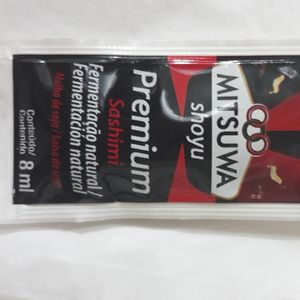 MITSUWA
shoyu
Premium
Sashimi
Fermentação natural/
Fermentación natural
Molho de soja/Salsa de soja
Conteúdo/
Contenido: 8 ml